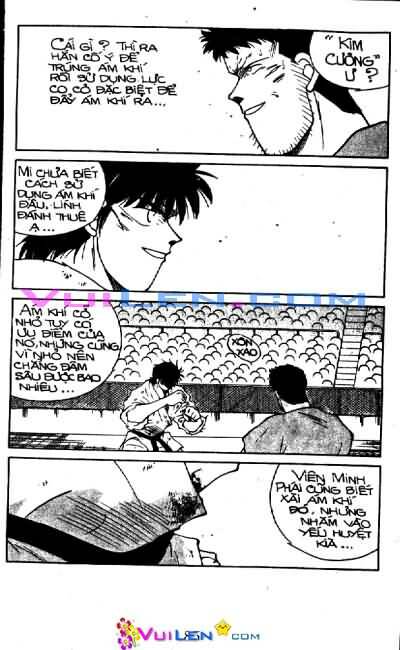 CÁI GÌ ? THÌ RA
HẮN CỐ Ý ĐỂ
TRÚNG ÁM KHÍ
RỒI SỬ DỤNG LỰC
CO CƠ ĐẶC BIỆT ĐỂ
ĐẨY ÁM KHÍ RA...
"KIM
CƯƠNG"
Ư ?
MI CHƯA BIẾT
CÁCH SỬ
DỤNG ÁM KHÍ
ĐÂU, LÍNH
ĐÁNH THUÊ
Ạ...
ÁM KHÍ CỠ
NHỎ TUY CÓ
ƯU ĐIỂM CỦA
NÓ, NHƯNG CŨNG
VÌ NHỎ NÊN
CHẲNG ĐÂM
SÂU ĐƯỢC BAO
NHIÊU...
XÔN
XAO
VUILEN.COM
VIÊN MINH
PHÁI CŨNG BIẾT
XÀI ÁM KHÍ
ĐÓ, NHƯNG
NHẮM VÀO
YẾU HUYỆT
KÌA...
VUILEN
.COM